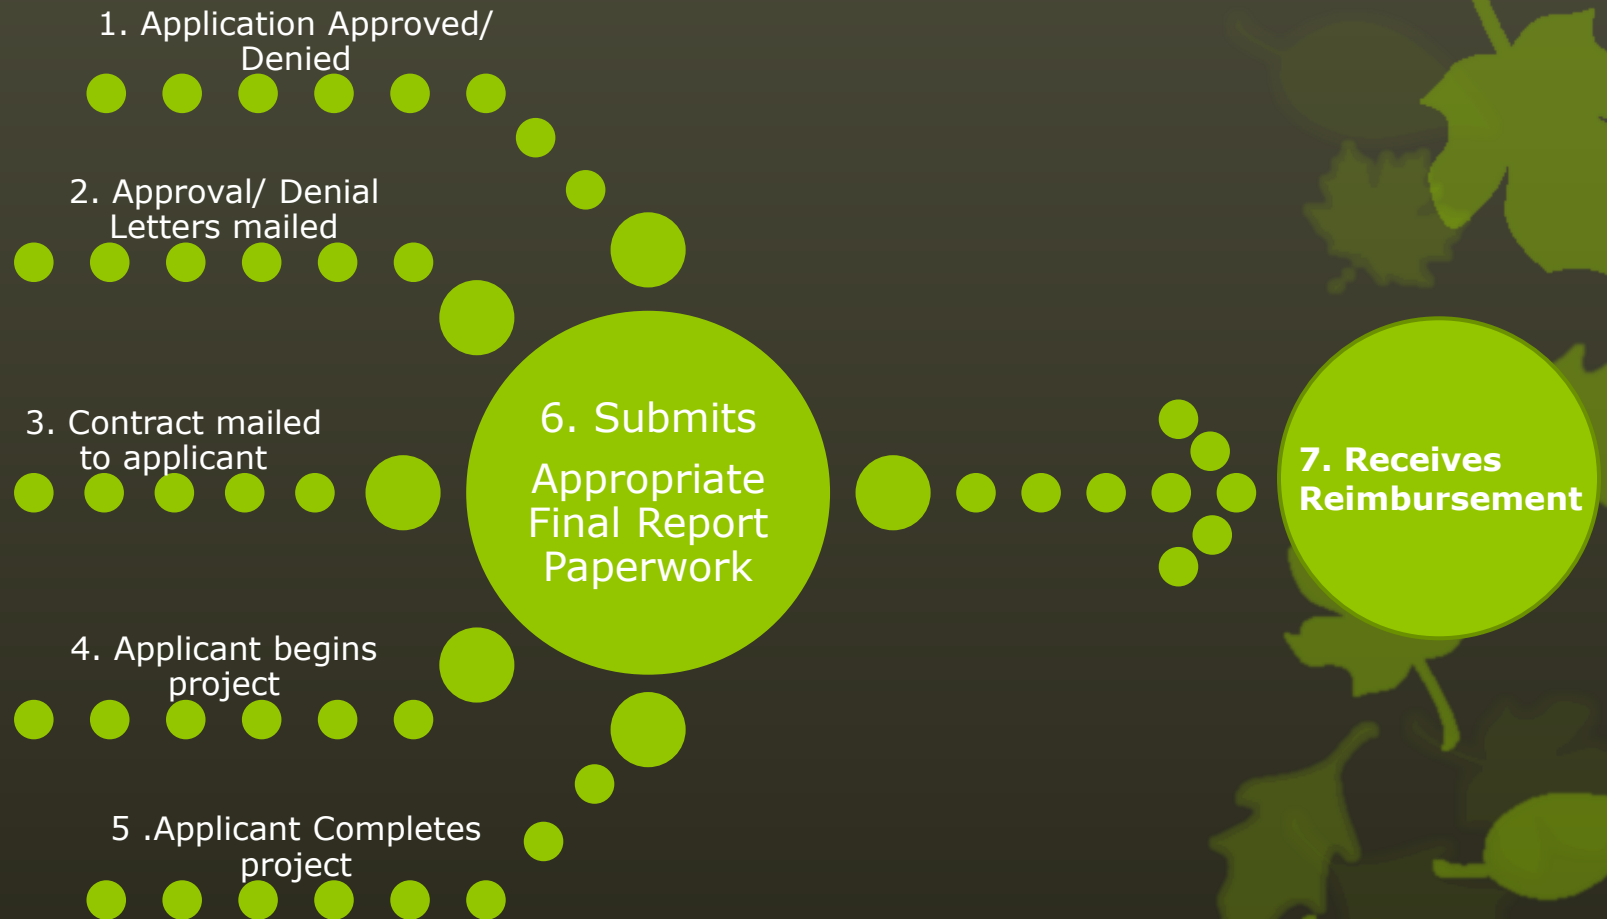 1. Application Approved/
Denied
2. Approval/ Denial
Letters mailed
3. Contract mailed
to applicant
4. Applicant begins
project
5 .Applicant Completes
project
6. Submits
Appropriate
Final Report
Paperwork
7. Receives
Reimbursement